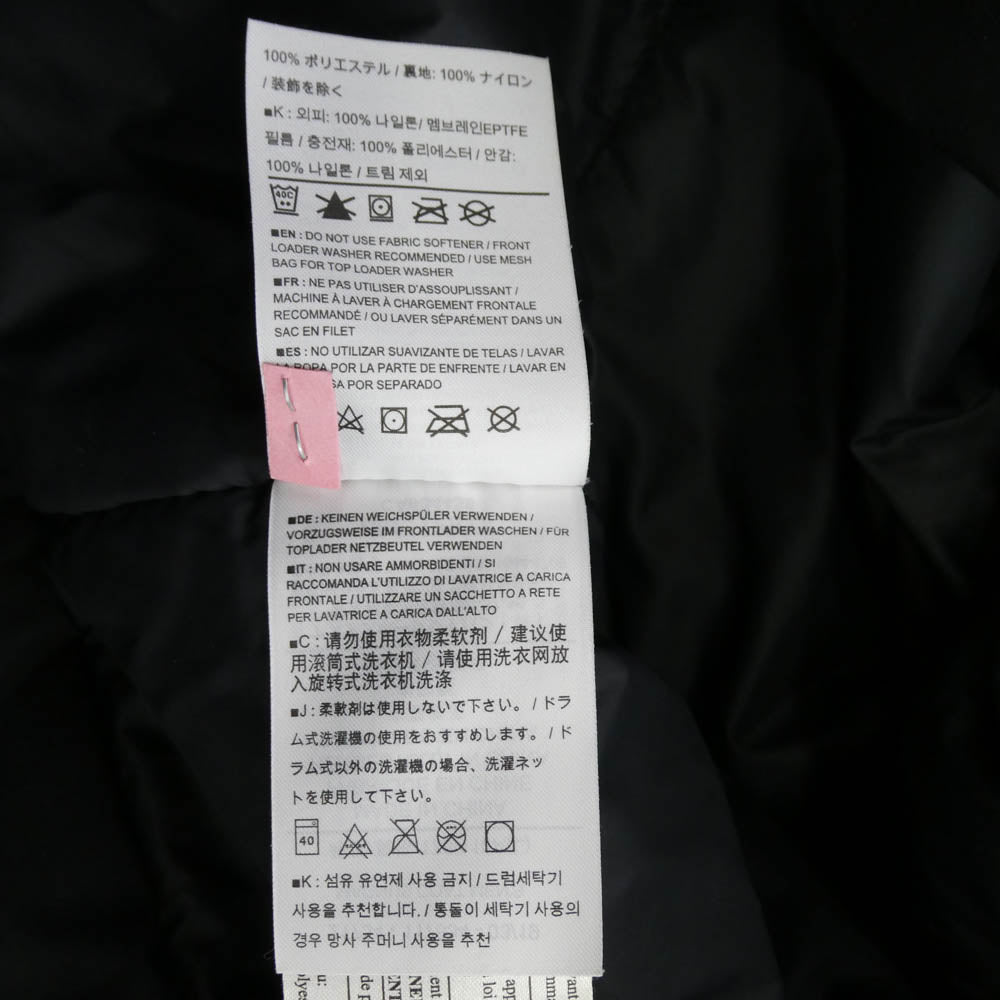 100% ポリエステル / 裏地: 100% ナイロン
/ 装飾を除く
■K : 외피: 100% 나일론/ 멤브레인EPTFE
필름 / 충전재: 100% 폴리에스터 / 안감:
100% 나일론 / 트림 제외
40C
■EN : DO NOT USE FABRIC SOFTENER / FRONT
LOADER WASHER RECOMMENDED / USE MESH
BAG FOR TOP LOADER WASHER
■FR : NE PAS UTILISER D'ASSOUPLISSANT /
MACHINE À LAVER À CHARGEMENT FRONTALE
RECOMMANDÉ / OU LAVER SÉPARÉMENT DANS UN
SAC EN FILET
■ES : NO UTILIZAR SUAVIZANTE DE TELAS / LAVAR
LA ROPA POR LA PARTE DE ENFRENTE / LAVAR EN
POR SEPARADO
■DE : KEINEN WEICHSPÜLER VERWENDEN /
VORZUGSWEISE IM FRONTLADER WASCHEN / FÜR
TOPLADER NETZBEUTEL VERWENDEN
■IT : NON USARE AMMORBIDENTI / SI
RACCOMANDA L'UTILIZZO DI LAVATRICE A CARICA
FRONTALE / UTILIZZARE UN SACCHETTO A RETE
PER LAVATRICE A CARICA DALL'ALTO
■C : 请勿使用衣物柔软剂 / 建议使
用滚筒式洗衣机 / 请使用洗衣网放
入旋转式洗衣机洗涤
■J : 柔軟剤は使用しないで下さい。 / ドラ
ム式洗濯機の使用をおすすめします。 / ド
ラム式以外の洗濯機の場合、洗濯ネッ
トを使用して下さい。
40
■K : 섬유 유연제 사용 금지 / 드럼세탁기
사용을 추천합니다. / 통돌이 세탁기 사용의
경우 망사 주머니 사용을 추천